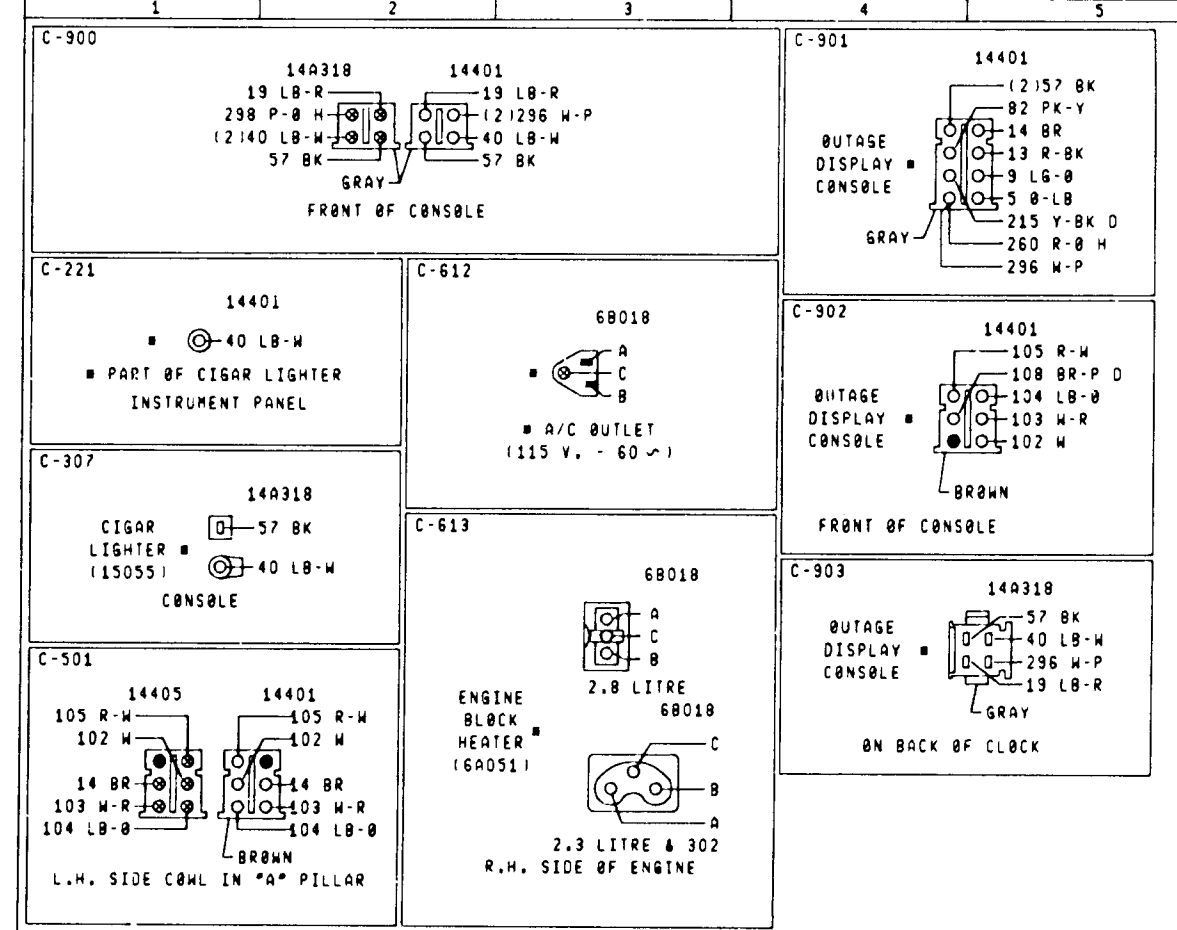 1 2 3 4 5
C-900
14A318 14401
19 LB-R 19 LB-R
298 P-0 H (2)296 W-P
(2)40 LB-W 40 LB-W
57 BK 57 BK
GRAY
FRONT OF CONSOLE
C-901
14401
(2)57 BK
82 PK-Y
14 BR
13 R-BK
9 LG-0
5 0-LB
215 Y-BK D
260 R-0 H
296 W-P
OUTAGE
DISPLAY
CONSOLE
GRAY
C-221
14401
40 LB-W
■ PART OF CIGAR LIGHTER
INSTRUMENT PANEL
C-612
6B018
A
C
B
■ A/C OUTLET
(115 V. - 60 ~)
C-902
14401
105 R-W
108 BR-P D
104 LB-0
103 W-R
102 W
OUTAGE
DISPLAY
CONSOLE
BROWN
FRONT OF CONSOLE
C-307
14A318
CIGAR
LIGHTER
(15055)
57 BK
40 LB-W
CONSOLE
C-613
6B018
A
C
B
2.8 LITRE
6B018
ENGINE
BLOCK
HEATER
(6A051)
C
B
A
2.3 LITRE & 302
R.H. SIDE OF ENGINE
C-903
14A318
57 BK
40 LB-W
296 W-P
19 LB-R
OUTAGE
DISPLAY
CONSOLE
GRAY
ON BACK OF CLOCK
C-501
14405 14401
105 R-W 105 R-W
102 W 102 W
14 BR 14 BR
103 W-R 103 W-R
104 LB-0 104 LB-0
BROWN
L.H. SIDE COWL IN "A" PILLAR